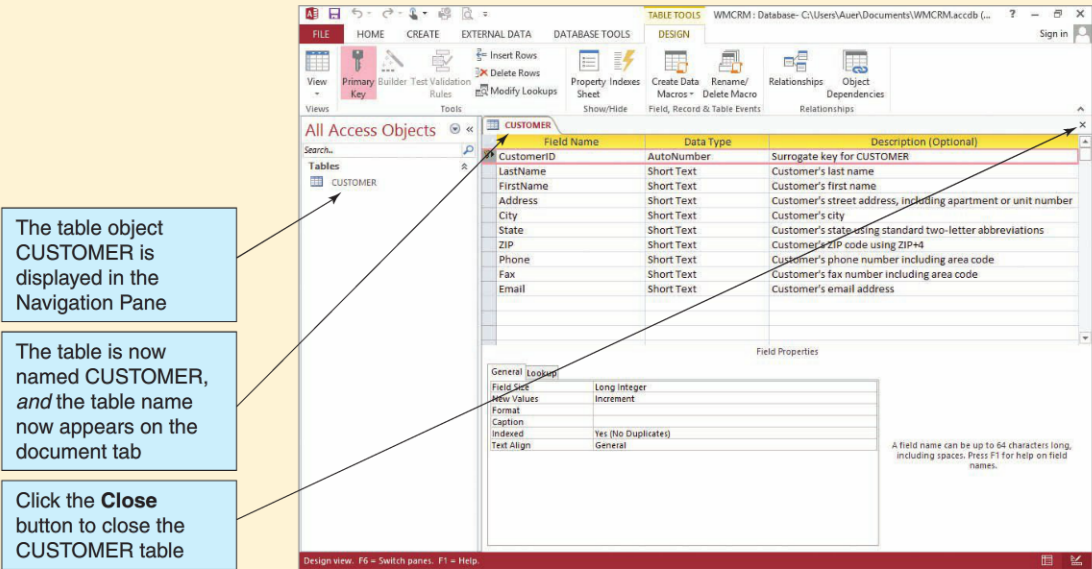 TABLE TOOLS WMCRM : Database- C:\Users\Auer\Documents\WMCRM.accdb (... ?
FILE HOME CREATE EXTERNAL DATA DATABASE TOOLS DESIGN Sign in
View
Primary Key
Builder
Test Validation Rules
Insert Rows
Delete Rows
Modify Lookups
Property Sheet
Indexes
Create Data Macros
Rename/ Delete Macro
Relationships
Object Dependencies
Views Tools Show/Hide Field, Record & Table Events Relationships
All Access Objects «
Search...
Tables
CUSTOMER
CUSTOMER
Field Name Data Type Description (Optional)
CustomerID AutoNumber Surrogate key for CUSTOMER
LastName Short Text Customer's last name
FirstName Short Text Customer's first name
Address Short Text Customer's street address, including apartment or unit number
City Short Text Customer's city
State Short Text Customer's state using standard two-letter abbreviations
ZIP Short Text Customer's ZIP code using ZIP+4
Phone Short Text Customer's phone number including area code
Fax Short Text Customer's fax number including area code
Email Short Text Customer's email address
Field Properties
General Lookup
Field Size Long Integer
New Values Increment
Format
Caption
Indexed Yes (No Duplicates)
Text Align General
A field name can be up to 64 characters long,
including spaces. Press F1 for help on field
names.
Design view. F6 = Switch panes. F1 = Help.
The table object
CUSTOMER is
displayed in the
Navigation Pane
The table is now
named CUSTOMER,
and the table name
now appears on the
document tab
Click the Close
button to close the
CUSTOMER table